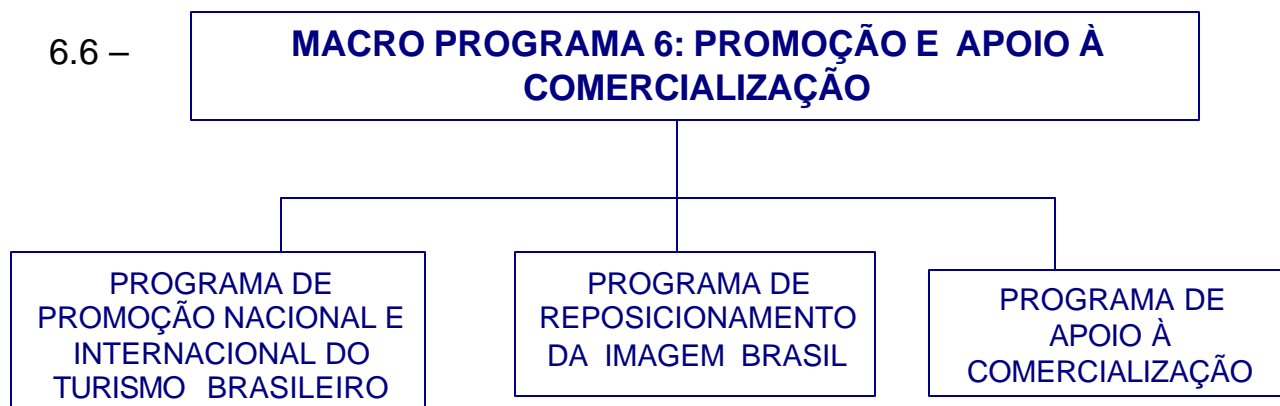 6.6 –
MACRO PROGRAMA 6: PROMOÇÃO E APOIO À
COMERCIALIZAÇÃO
PROGRAMA DE
PROMOÇÃO NACIONAL E
INTERNACIONAL DO
TURISMO BRASILEIRO
PROGRAMA DE
REPOSICIONAMENTO
DA IMAGEM BRASIL
PROGRAMA DE
APOIO À
COMERCIALIZAÇÃO